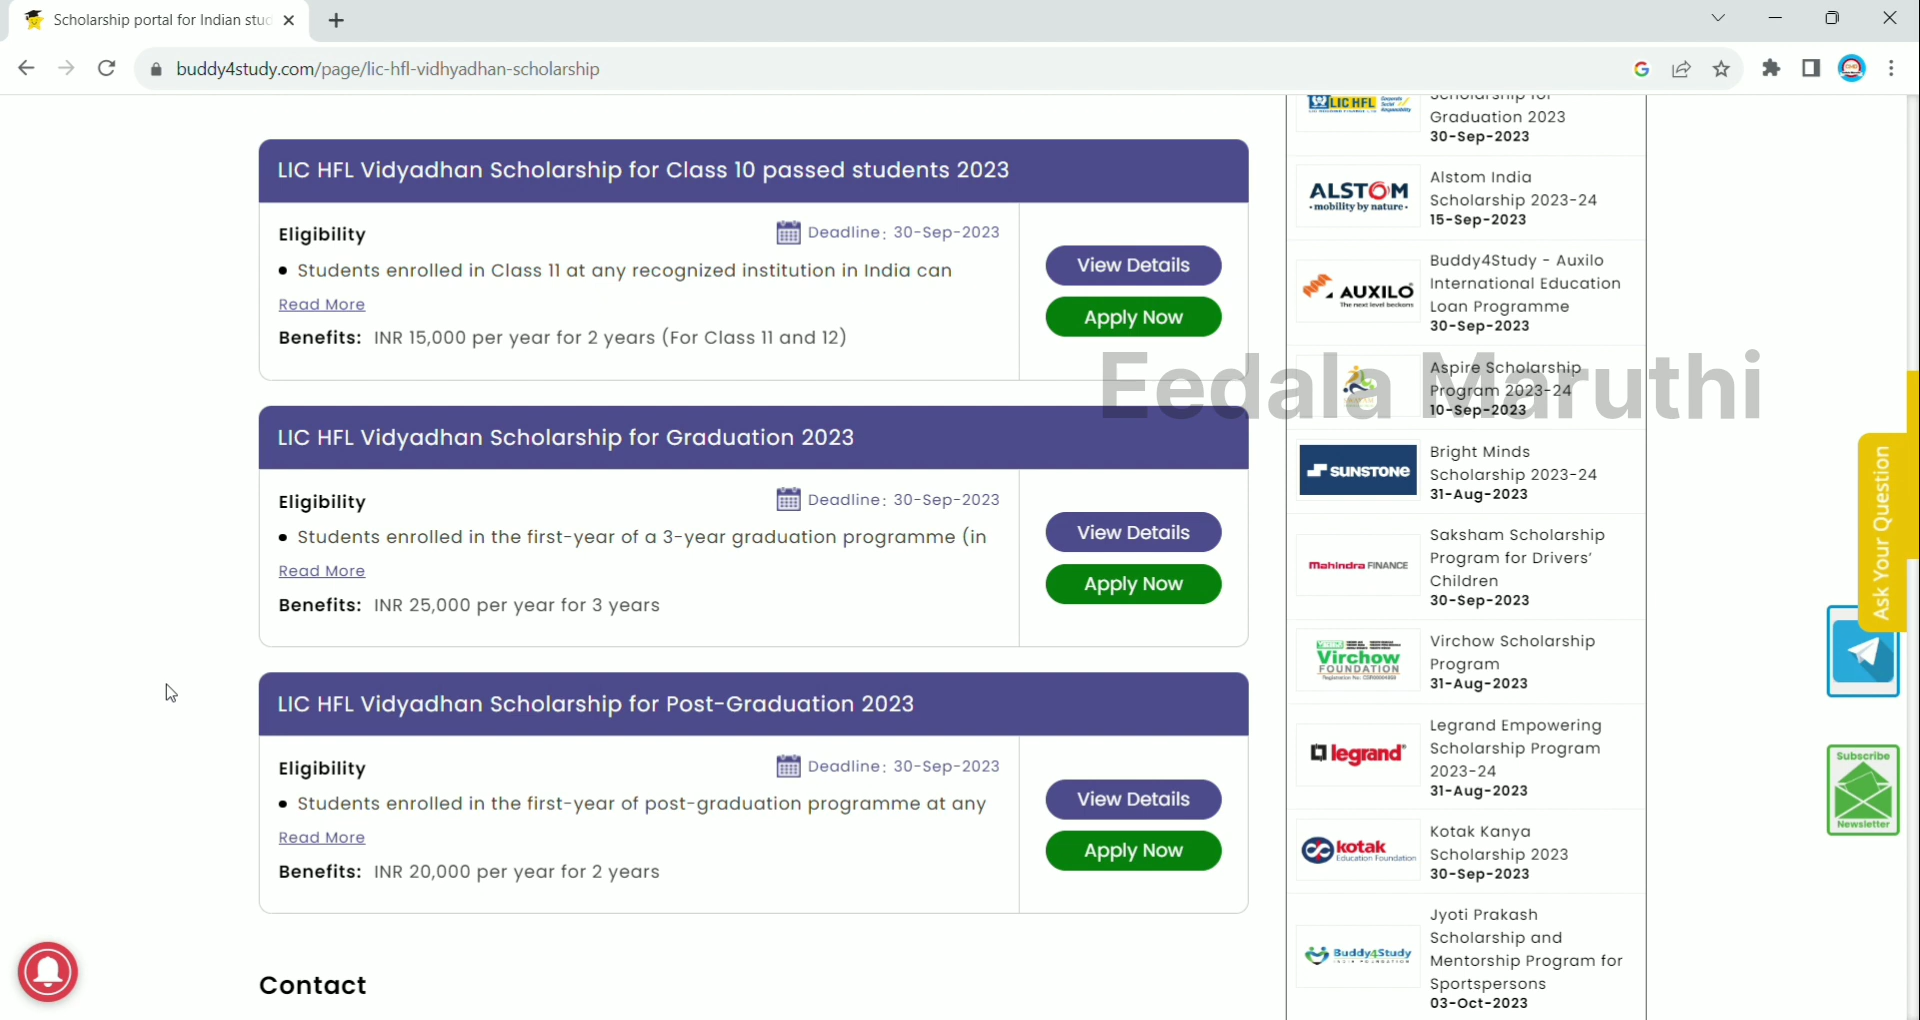 Scholarship portal for Indian stud
buddy4study.com/page/lic-hfl-vidhyadhan-scholarship
LIC HFL Vidyadhan Scholarship for Class 10 passed students 2023
Eligibility
Deadline: 30-Sep-2023
• Students enrolled in Class 11 at any recognized institution in India can
Read More
Benefits: INR 15,000 per year for 2 years (For Class 11 and 12)
View Details
Apply Now
LIC HFL Vidyadhan Scholarship for Graduation 2023
Eligibility
Deadline: 30-Sep-2023
• Students enrolled in the first-year of a 3-year graduation programme (in
Read More
Benefits: INR 25,000 per year for 3 years
View Details
Apply Now
LIC HFL Vidyadhan Scholarship for Post-Graduation 2023
Eligibility
Deadline: 30-Sep-2023
• Students enrolled in the first-year of post-graduation programme at any
Read More
Benefits: INR 20,000 per year for 2 years
View Details
Apply Now
Contact
LIC HFL
Scholarship for
Graduation 2023
30-Sep-2023
ALSTOM
• mobility by nature •
Alstom India
Scholarship 2023-24
15-Sep-2023
AUXILO
The next level beckons
Buddy4Study - Auxilo
International Education
Loan Programme
30-Sep-2023
Aspire Scholarship
Program 2023-24
10-Sep-2023
Eedala Maruthi
SUNSTONE
Bright Minds
Scholarship 2023-24
31-Aug-2023
Mahindra FINANCE
Saksham Scholarship
Program for Drivers'
Children
30-Sep-2023
Virchow
FOUNDATION
Virchow Scholarship
Program
31-Aug-2023
legrand
Legrand Empowering
Scholarship Program
2023-24
31-Aug-2023
kotak
Education Foundation
Kotak Kanya
Scholarship 2023
30-Sep-2023
Buddy4Study
INDIA FOUNDATION
Jyoti Prakash
Scholarship and
Mentorship Program for
Sportspersons
03-Oct-2023
Ask Your Question
Subscribe
Newsletter